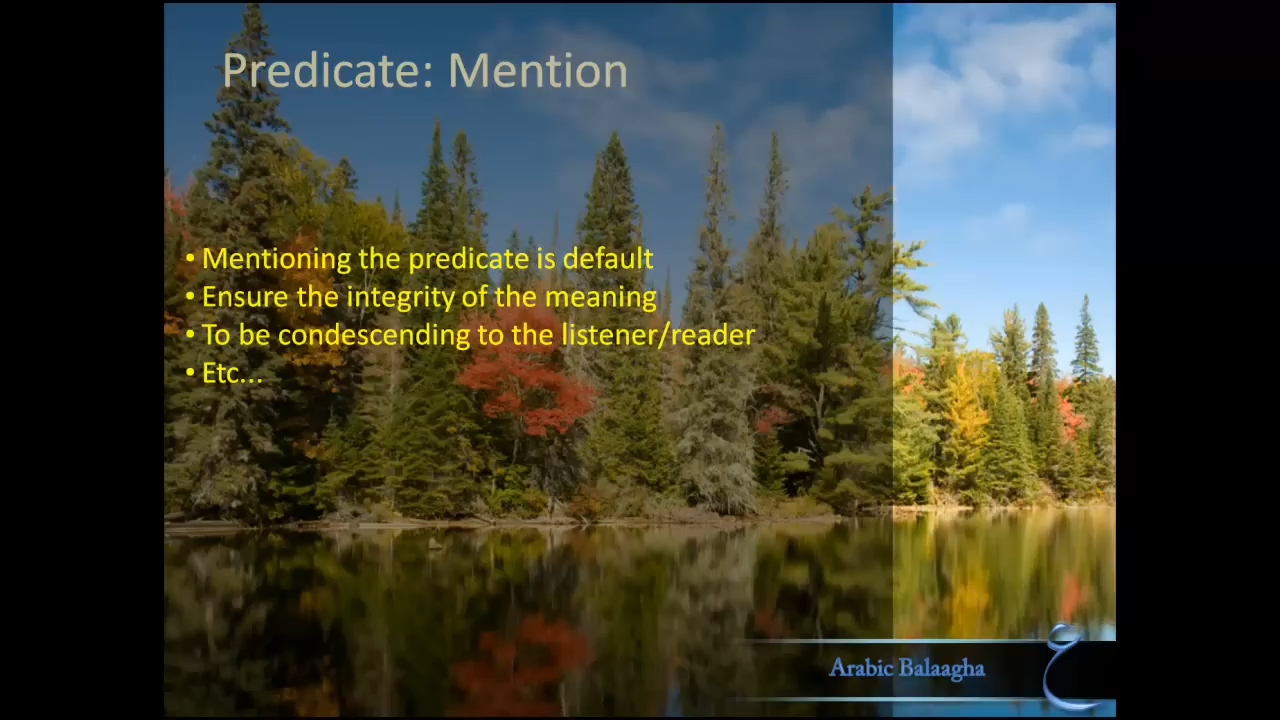 Predicate: Mention
• Mentioning the predicate is default
• Ensure the integrity of the meaning
• To be condescending to the listener/reader
• Etc...
Arabic Balaagha